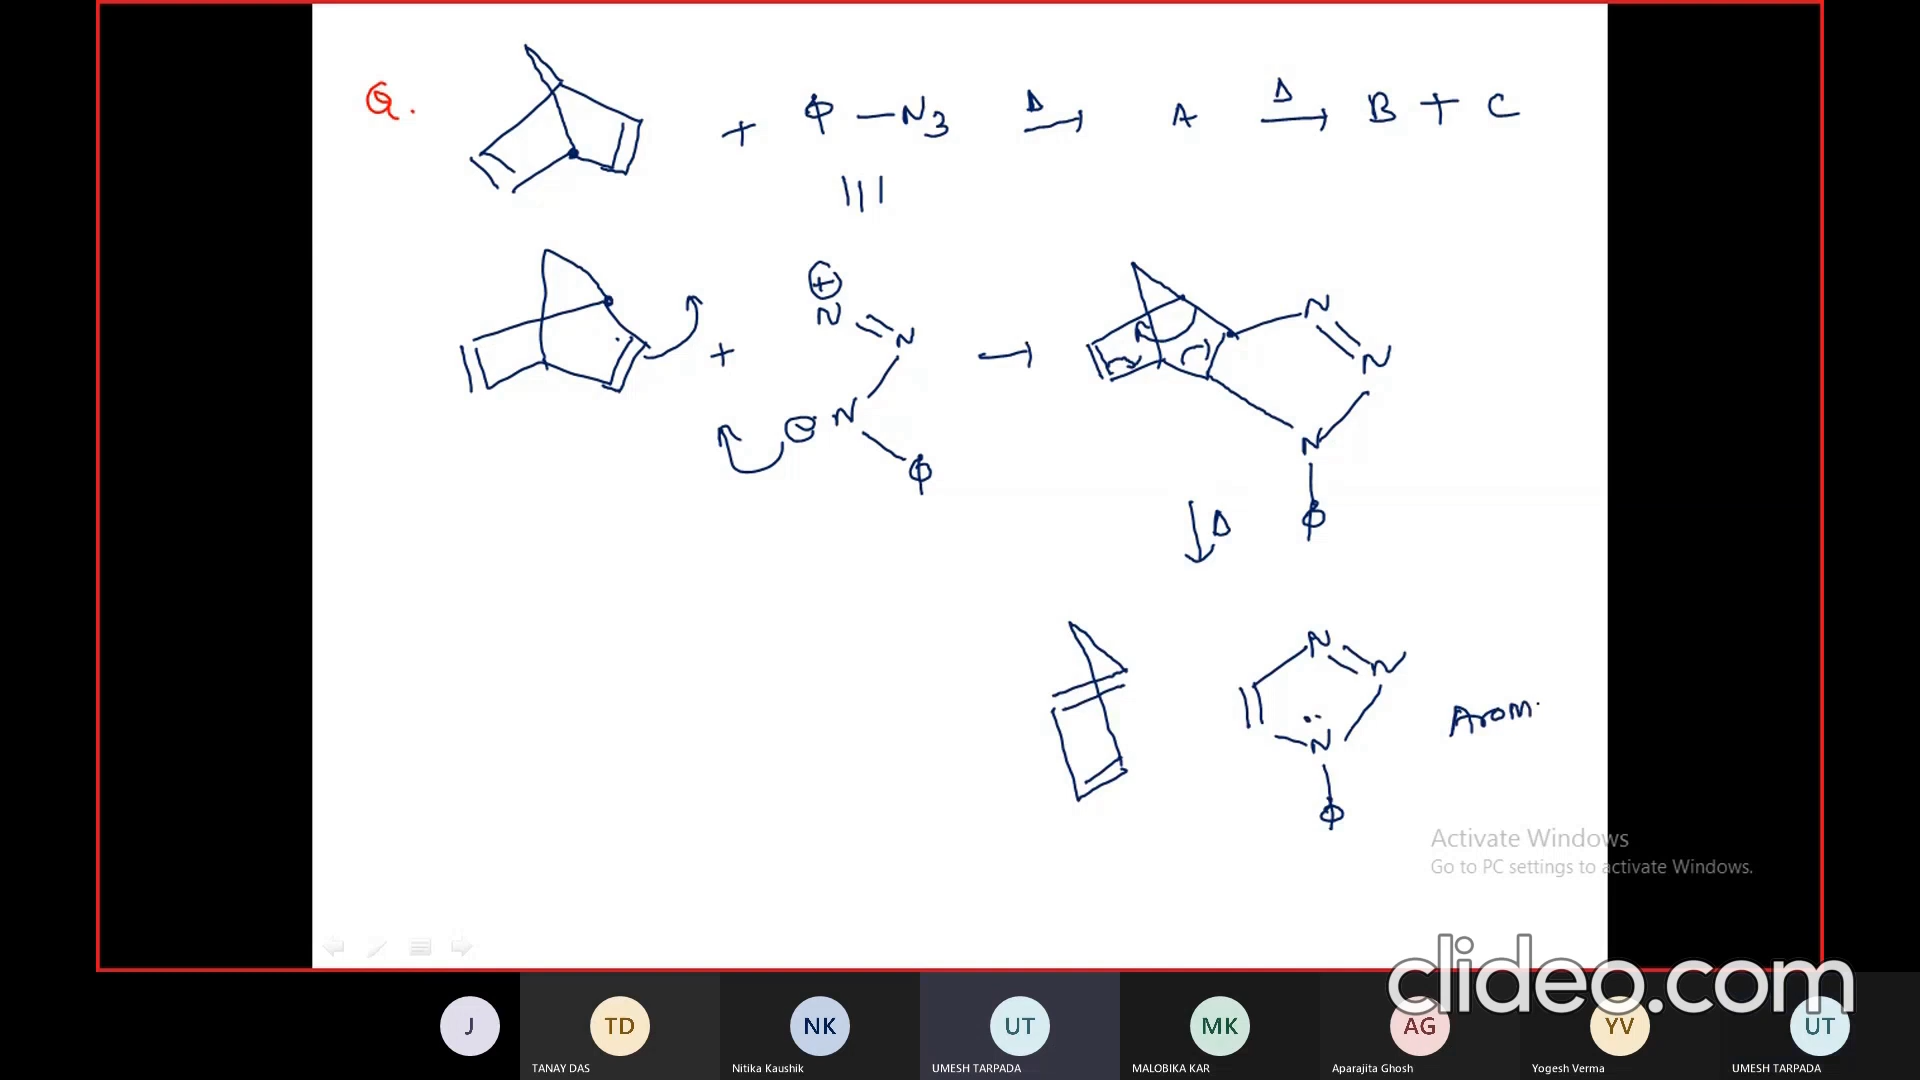 Q.
+ Φ — N3 Δ → A Δ → B + C
+ ⊕ N = N
⊖ N
Φ
→
N
N
N
Φ
↓ Δ
N = N
N̈
Φ
Arom.
Activate Windows
Go to PC settings to activate Windows.
clideo.com
J TD NK UT MK AG YV UT
TANAY DAS Nitika Kaushik UMESH TARPADA MALOBIKA KAR Aparajita Ghosh Yogesh Verma UMESH TARPADA